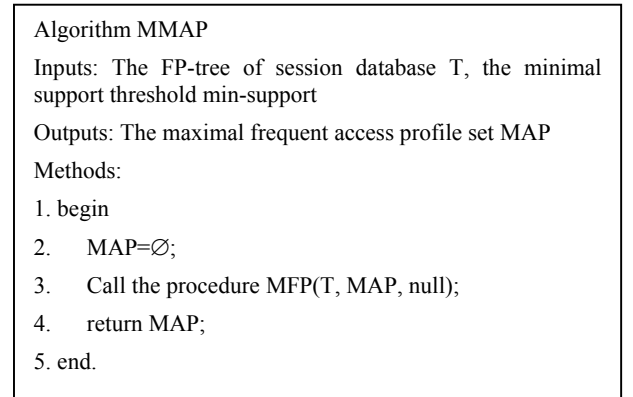 Algorithm MMAP
Inputs: The FP-tree of session database T, the minimal
support threshold min-support
Outputs: The maximal frequent access profile set MAP
Methods:
1. begin
2. MAP=∅;
3. Call the procedure MFP(T, MAP, null);
4. return MAP;
5. end.